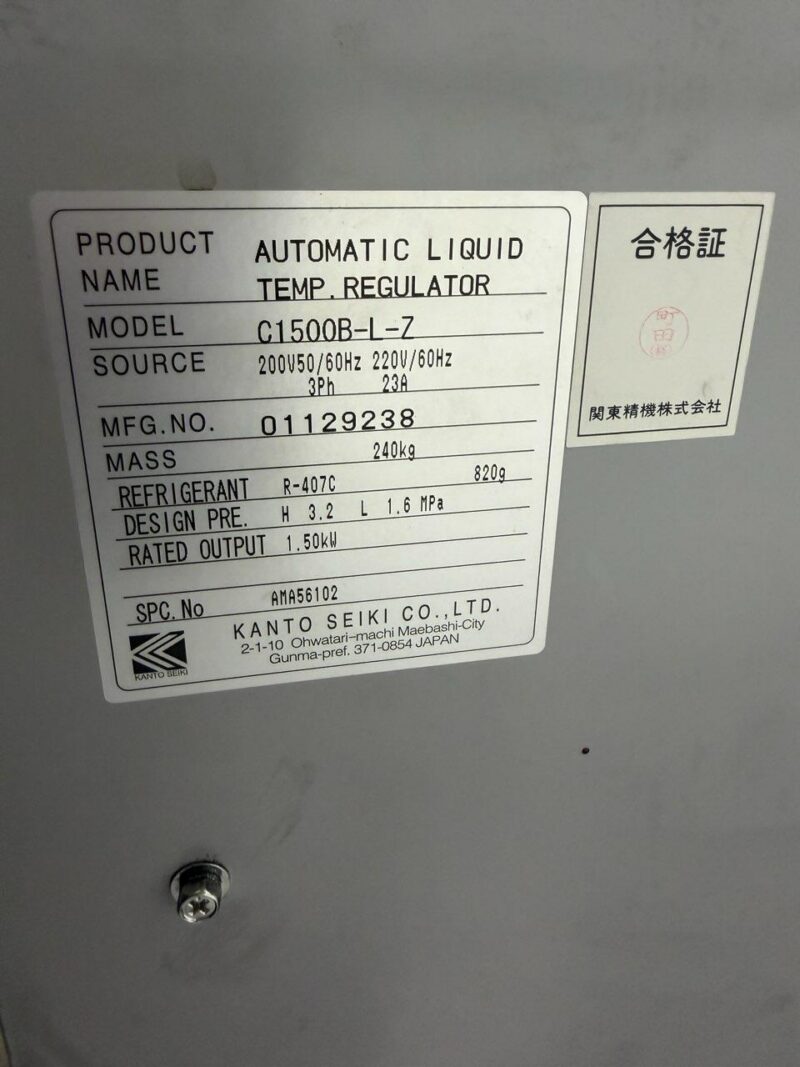 PRODUCT NAME AUTOMATIC LIQUID TEMP.REGULATOR
MODEL C1500B-L-Z
SOURCE 200V50/60Hz 220V/60Hz
3Ph 23A
MFG.NO. 01129238
MASS 240kg
REFRIGERANT R-407C 820g
DESIGN PRE. H 3.2 L 1.6 MPa
RATED OUTPUT 1.50kW
SPC.No AMA56102
KANTO SEIKI CO.,LTD.
2-1-10 Ohwatari-machi Maebashi-City
Gunma-pref. 371-0854 JAPAN
KANTO SEIKI
合格証
町田
関東精機株式会社